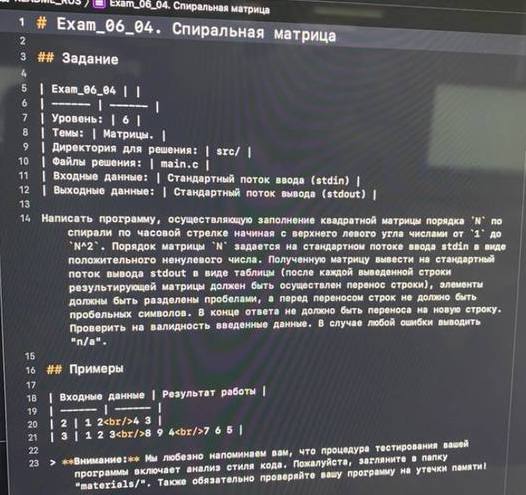 README_RUS / Exam_06_04. Спиральная матрица
1 # Exam_06_04. Спиральная матрица
2
3 ## Задание
4
5 | Exam_06_04 | |
6 | ------ | ------ |
7 | Уровень: | 6 |
8 | Темы: | Матрицы. |
9 | Директория для решения: | src/ |
10 | Файлы решения: | main.c |
11 | Входные данные: | Стандартный поток ввода (stdin) |
12 | Выходные данные: | Стандартный поток вывода (stdout) |
13
14 Написать программу, осуществляющую заполнение квадратной матрицы порядка `N` по
спирали по часовой стрелке начиная с верхнего левого угла числами от `1` до
`N^2`. Порядок матрицы `N` задается на стандартном потоке ввода stdin в виде
положительного ненулевого числа. Полученную матрицу вывести на стандартный
поток вывода stdout в виде таблицы (после каждой выведенной строки
результирующей матрицы должен быть осуществлен перенос строки), элементы
должны быть разделены пробелами, а перед переносом строк не должно быть
пробельных символов. В конце ответа не должно быть переноса на новую строку.
Проверить на валидность введенные данные. В случае любой ошибки выводить
"n/a".
15
16 ## Примеры
17
18 | Входные данные | Результат работы |
19 | ------ | ------ |
20 | 2 | 1 2<br/>4 3 |
21 | 3 | 1 2 3<br/>8 9 4<br/>7 6 5 |
22
23 > **Внимание:** Мы любезно напоминаем вам, что процедура тестирования вашей
программы включает анализ стиля кода. Пожалуйста, загляните в папку
"materials/". Также обязательно проверяйте вашу программу на утечки памяти!